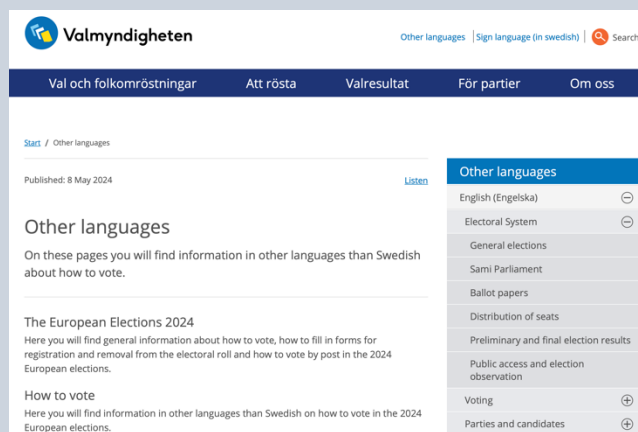 Valmyndigheten
Other languages | Sign language (in swedish) | Search
Val och folkomröstningar Att rösta Valresultat För partier Om oss
Start / Other languages
Published: 8 May 2024 Listen
Other languages
On these pages you will find information in other languages than Swedish
about how to vote.
The European Elections 2024
Here you will find general information about how to vote, how to fill in forms for
registration and removal from the electoral roll and how to vote by post in the 2024
European elections.
How to vote
Here you will find information in other languages than Swedish on how to vote in the 2024
European elections.
Other languages
English (Engelska)
Electoral System
General elections
Sami Parliament
Ballot papers
Distribution of seats
Preliminary and final election results
Public access and election
observation
Voting
Parties and candidates